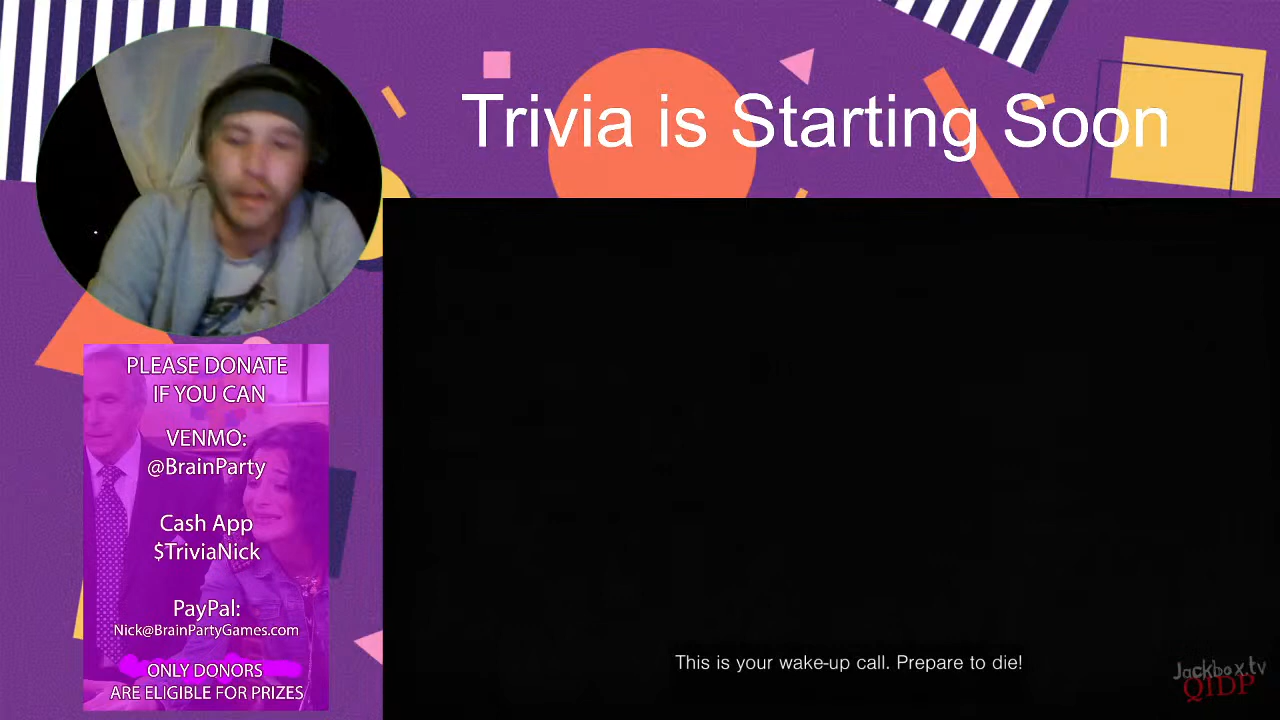 Trivia is Starting Soon
PLEASE DONATE
IF YOU CAN
VENMO:
@BrainParty
Cash App
$TriviaNick
PayPal:
Nick@BrainPartyGames.com
ONLY DONORS
ARE ELIGIBLE FOR PRIZES
This is your wake-up call. Prepare to die!
Jackbox.tv
QIDP